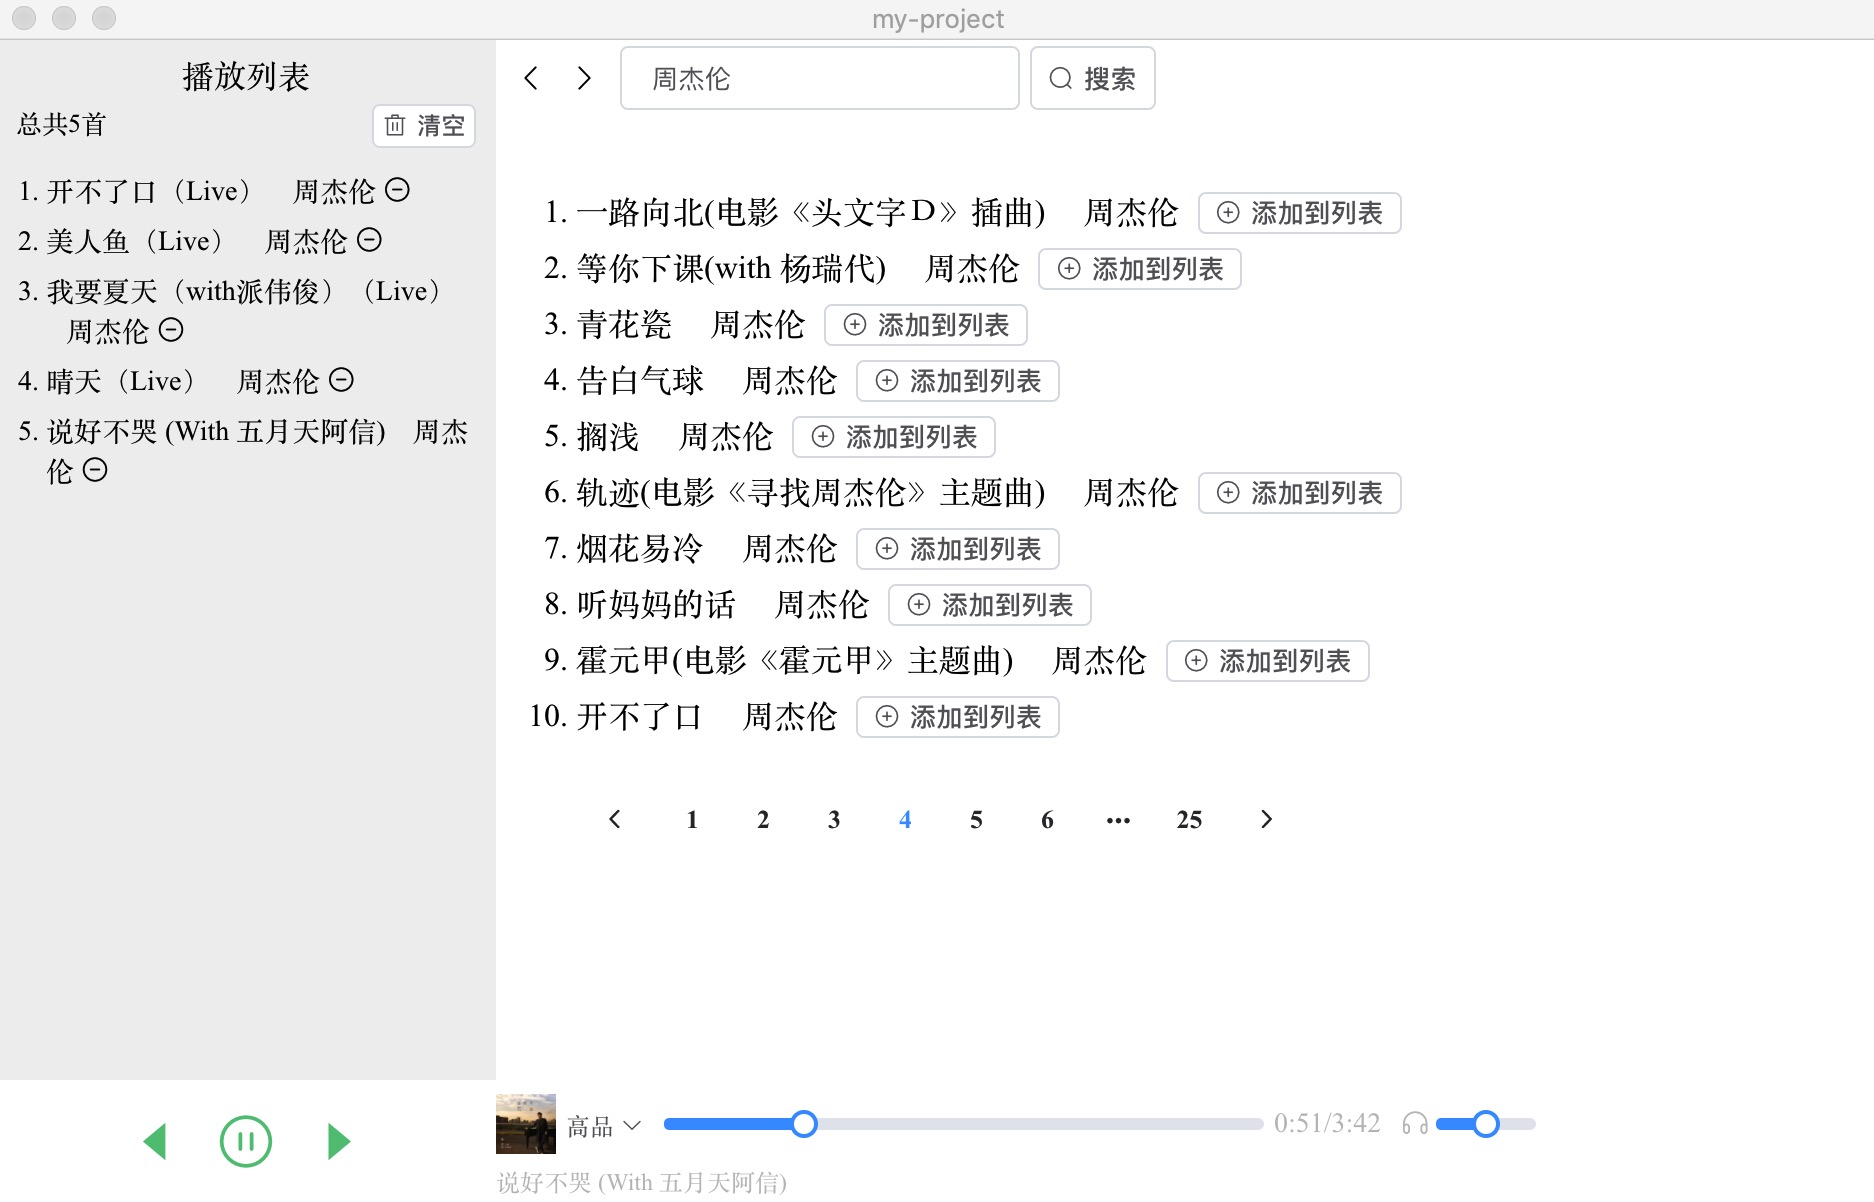 my-project
播放列表
总共5首
清空
1. 开不了口（Live） 周杰伦
2. 美人鱼（Live） 周杰伦
3. 我要夏天（with派伟俊）（Live）
周杰伦
4. 晴天（Live） 周杰伦
5. 说好不哭 (With 五月天阿信) 周杰
伦
周杰伦
搜索
1. 一路向北(电影《头文字Ｄ》插曲) 周杰伦 添加到列表
2. 等你下课(with 杨瑞代) 周杰伦 添加到列表
3. 青花瓷 周杰伦 添加到列表
4. 告白气球 周杰伦 添加到列表
5. 搁浅 周杰伦 添加到列表
6. 轨迹(电影《寻找周杰伦》主题曲) 周杰伦 添加到列表
7. 烟花易冷 周杰伦 添加到列表
8. 听妈妈的话 周杰伦 添加到列表
9. 霍元甲(电影《霍元甲》主题曲) 周杰伦 添加到列表
10. 开不了口 周杰伦 添加到列表
1 2 3 4 5 6 ••• 25
高品
0:51/3:42
说好不哭 (With 五月天阿信)